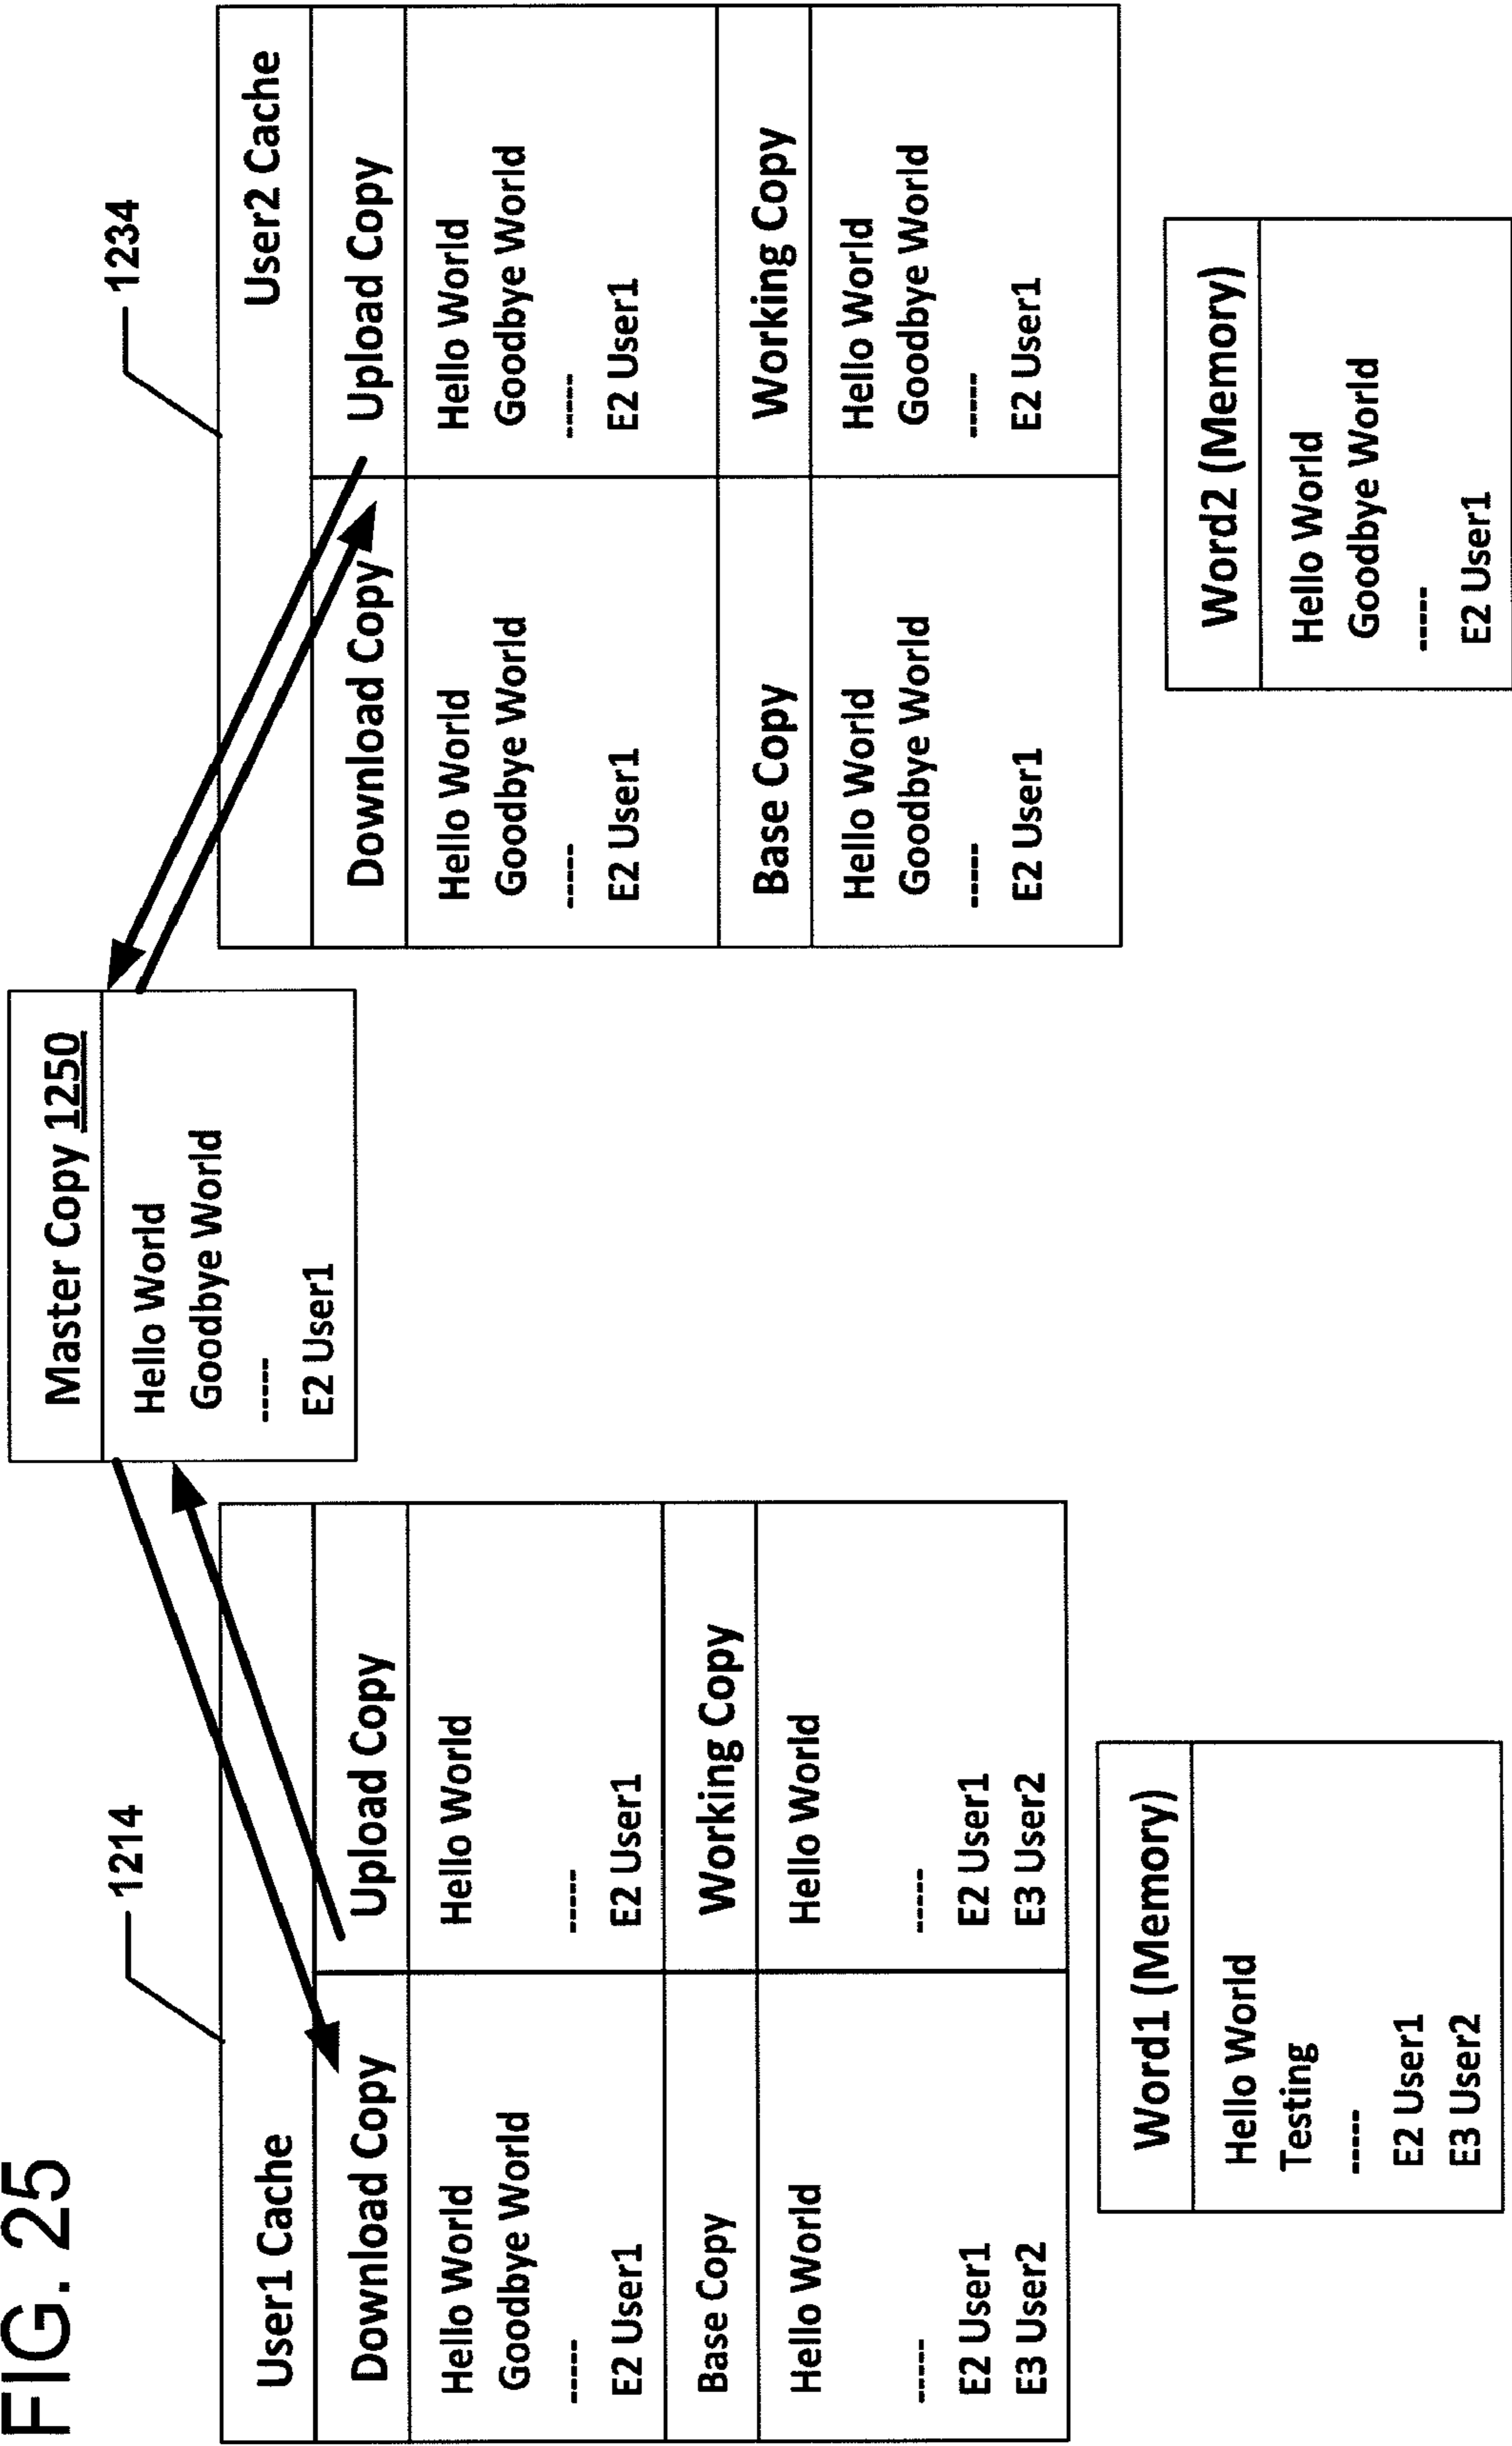 FIG. 25
Master Copy 1250
Hello World
Goodbye World
-----
E2 User1
1214
User1 Cache
Download Copy
Hello World
Goodbye World
-----
E2 User1
Upload Copy
Hello World
-----
E2 User1
Base Copy
Hello World
-----
E2 User1
E3 User2
Working Copy
Hello World
-----
E2 User1
E3 User2
Word1 (Memory)
Hello World
Testing
-----
E2 User1
E3 User2
1234
User2 Cache
Download Copy
Hello World
Goodbye World
-----
E2 User1
Upload Copy
Hello World
Goodbye World
-----
E2 User1
Base Copy
Hello World
Goodbye World
-----
E2 User1
Working Copy
Hello World
Goodbye World
-----
E2 User1
Word2 (Memory)
Hello World
Goodbye World
-----
E2 User1